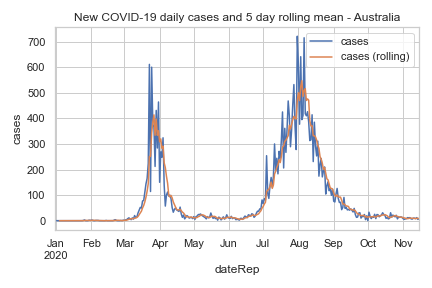 New COVID-19 daily cases and 5 day rolling mean - Australia
cases
cases (rolling)
700
600
500
400
300
200
100
0
cases
Jan Feb Mar Apr May Jun Jul Aug Sep Oct Nov
2020
dateRep